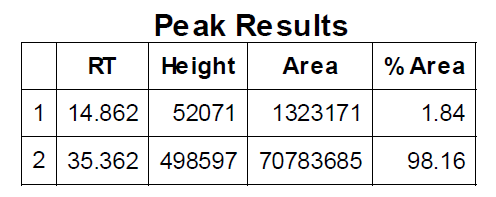 Peak Results
RT Height Area % Area
1 14.862 52071 1323171 1.84
2 35.362 498597 70783685 98.16